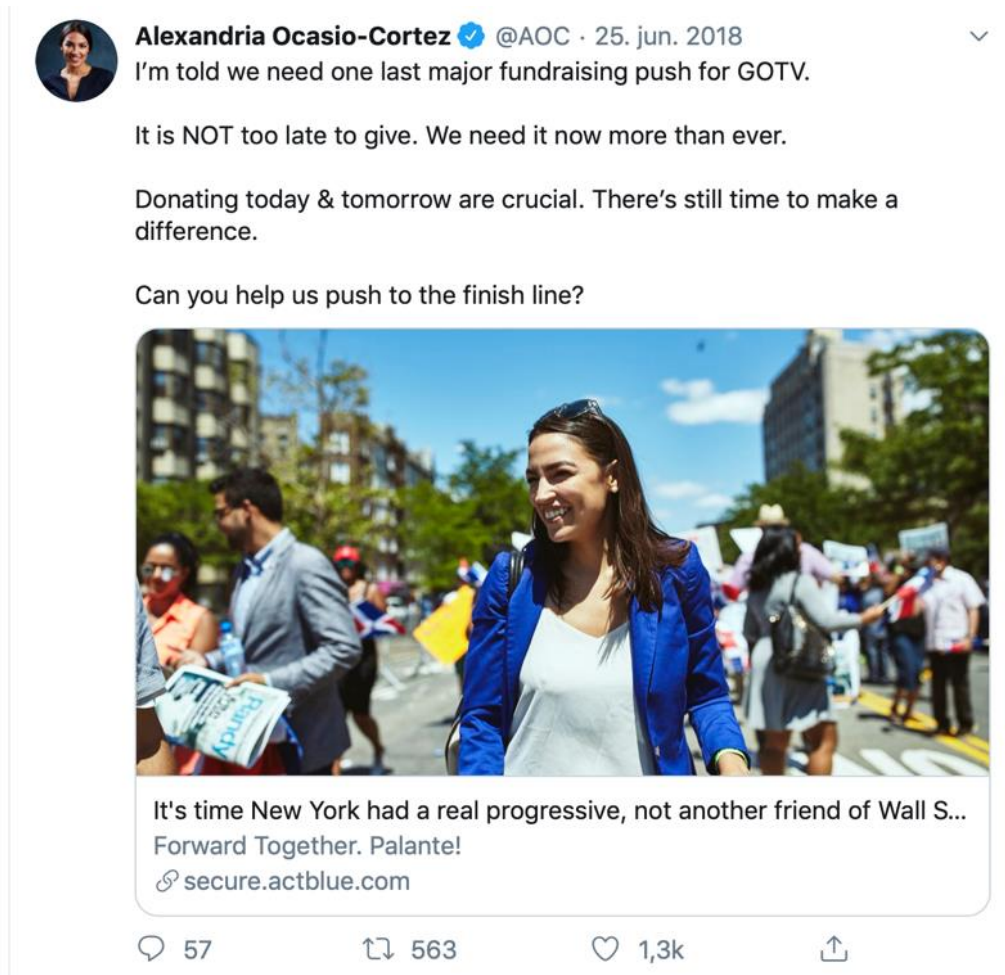 Alexandria Ocasio-Cortez @AOC · 25. jun. 2018
I'm told we need one last major fundraising push for GOTV.
It is NOT too late to give. We need it now more than ever.
Donating today & tomorrow are crucial. There's still time to make a
difference.
Can you help us push to the finish line?
Randy
It's time New York had a real progressive, not another friend of Wall S...
Forward Together. Palante!
secure.actblue.com
57 563 1,3k